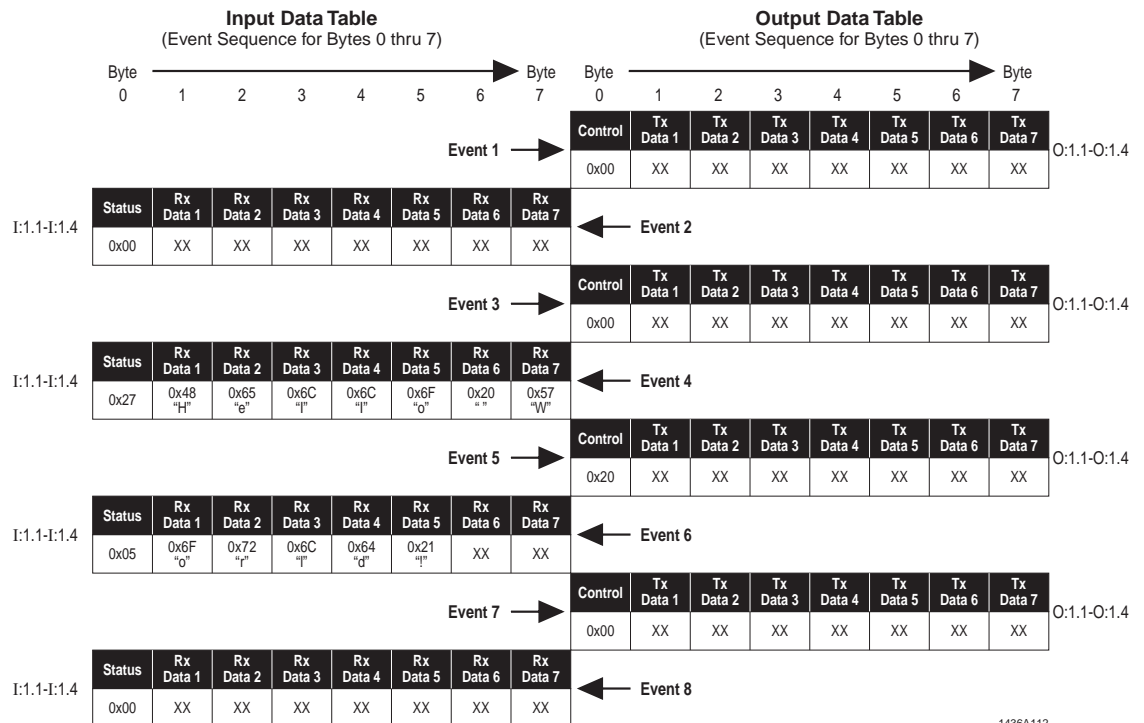 Input Data Table
(Event Sequence for Bytes 0 thru 7)
Output Data Table
(Event Sequence for Bytes 0 thru 7)
Byte Byte Byte Byte
0 1 2 3 4 5 6 7 0 1 2 3 4 5 6 7
Event 1
Control Tx Data 1 Tx Data 2 Tx Data 3 Tx Data 4 Tx Data 5 Tx Data 6 Tx Data 7
0x00 XX XX XX XX XX XX XX
O:1.1-O:1.4
I:1.1-I:1.4
Status Rx Data 1 Rx Data 2 Rx Data 3 Rx Data 4 Rx Data 5 Rx Data 6 Rx Data 7
0x00 XX XX XX XX XX XX XX
Event 2
Event 3
Control Tx Data 1 Tx Data 2 Tx Data 3 Tx Data 4 Tx Data 5 Tx Data 6 Tx Data 7
0x00 XX XX XX XX XX XX XX
O:1.1-O:1.4
I:1.1-I:1.4
Status Rx Data 1 Rx Data 2 Rx Data 3 Rx Data 4 Rx Data 5 Rx Data 6 Rx Data 7
0x27 0x48 “H” 0x65 “e” 0x6C “l” 0x6C “l” 0x6F “o” 0x20 “ ” 0x57 “W”
Event 4
Event 5
Control Tx Data 1 Tx Data 2 Tx Data 3 Tx Data 4 Tx Data 5 Tx Data 6 Tx Data 7
0x20 XX XX XX XX XX XX XX
O:1.1-O:1.4
I:1.1-I:1.4
Status Rx Data 1 Rx Data 2 Rx Data 3 Rx Data 4 Rx Data 5 Rx Data 6 Rx Data 7
0x05 0x6F “o” 0x72 “r” 0x6C “l” 0x64 “d” 0x21 “!” XX XX
Event 6
Event 7
Control Tx Data 1 Tx Data 2 Tx Data 3 Tx Data 4 Tx Data 5 Tx Data 6 Tx Data 7
0x00 XX XX XX XX XX XX XX
O:1.1-O:1.4
I:1.1-I:1.4
Status Rx Data 1 Rx Data 2 Rx Data 3 Rx Data 4 Rx Data 5 Rx Data 6 Rx Data 7
0x00 XX XX XX XX XX XX XX
Event 8
1436A112